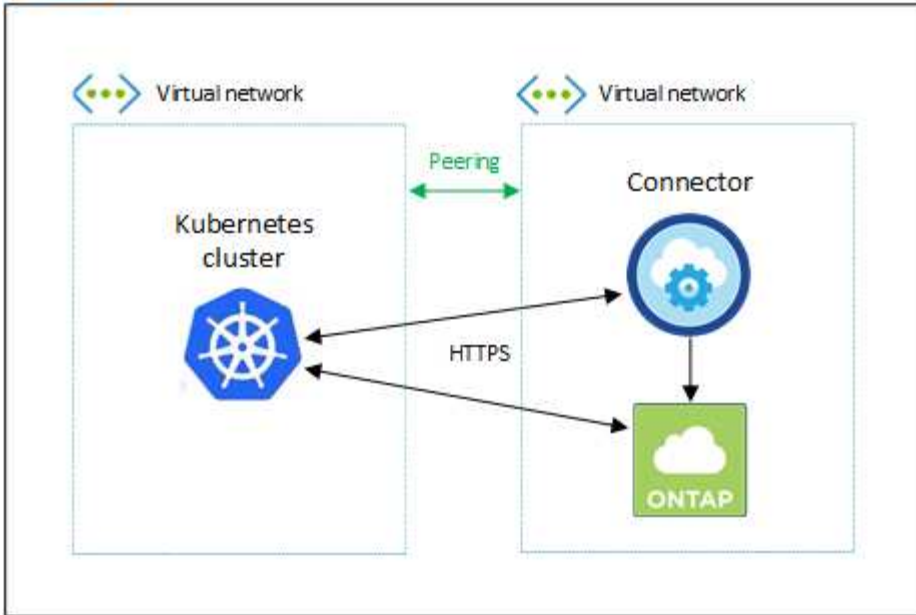 Virtual network
Virtual network
Peering
Connector
Kubernetes
cluster
HTTPS
ONTAP